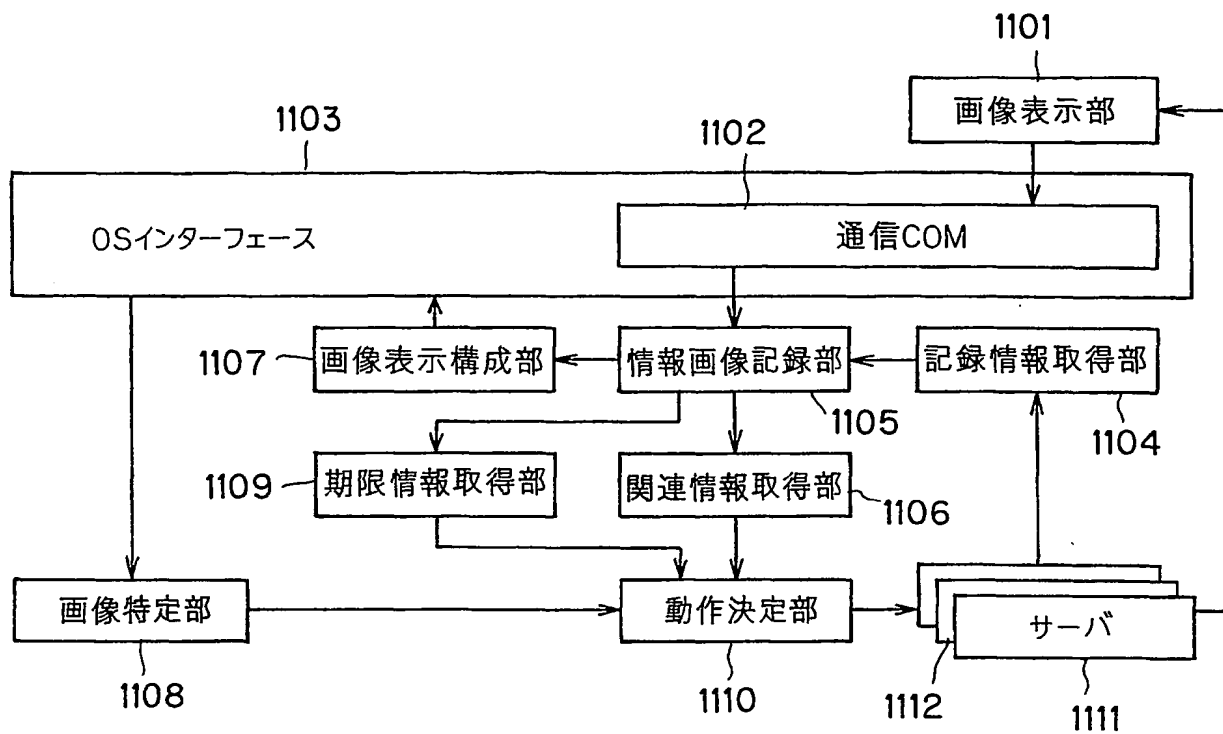 1101
画像表示部
1103
1102
OSインターフェース
通信COM
1107
画像表示構成部
情報画像記録部
記録情報取得部
1105
1104
1109
期限情報取得部
関連情報取得部
1106
画像特定部
動作決定部
サーバ
1108
1110
1112
1111